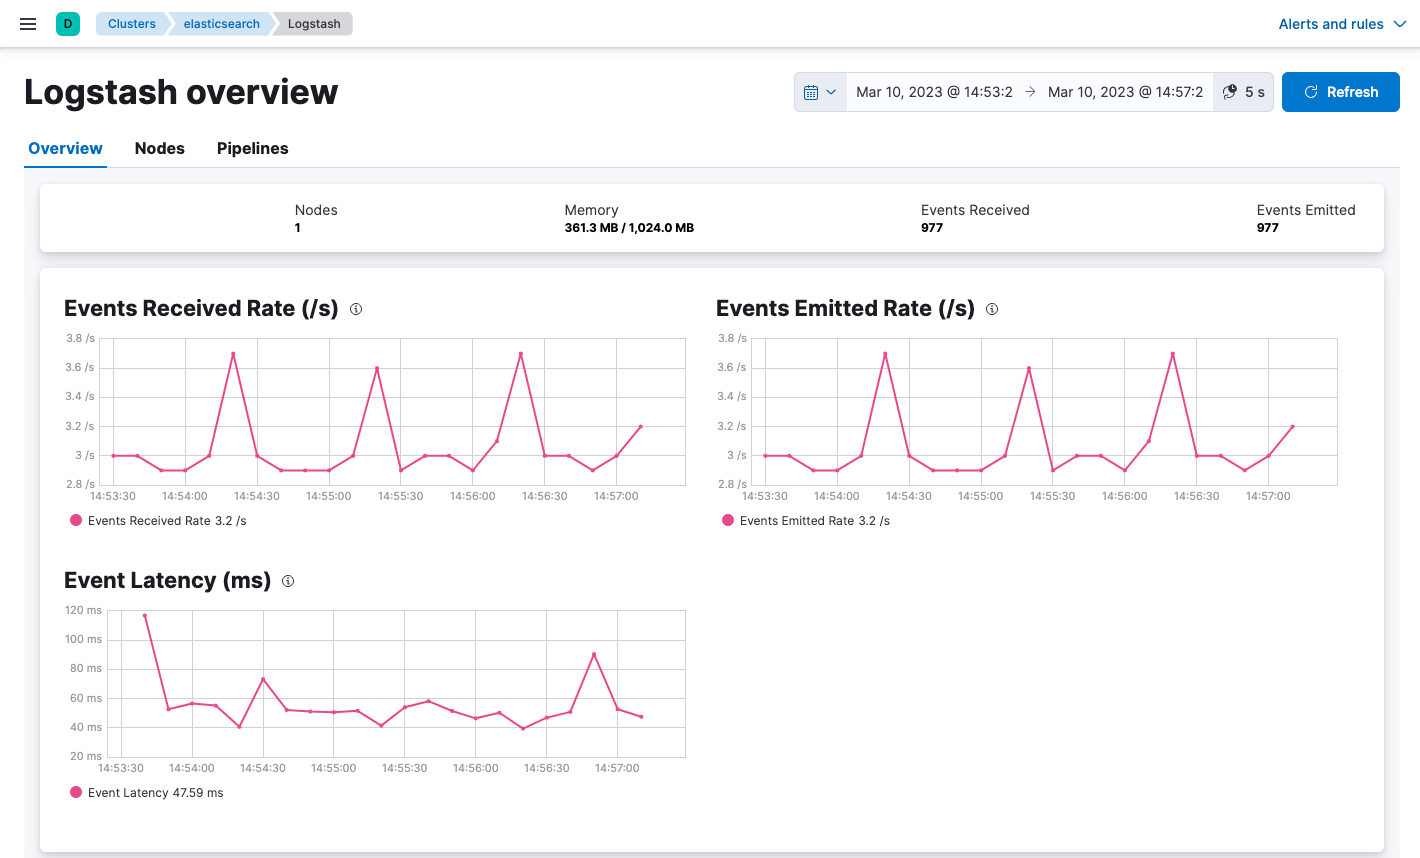 D Clusters elasticsearch Logstash Alerts and rules
Logstash overview
Mar 10, 2023 @ 14:53:2 → Mar 10, 2023 @ 14:57:2 5 s Refresh
Overview Nodes Pipelines
Nodes Memory Events Received Events Emitted
1 361.3 MB / 1,024.0 MB 977 977
Events Received Rate (/s)
3.8 /s
3.6 /s
3.4 /s
3.2 /s
3 /s
2.8 /s
14:53:30 14:54:00 14:54:30 14:55:00 14:55:30 14:56:00 14:56:30 14:57:00
Events Received Rate 3.2 /s
Events Emitted Rate (/s)
3.8 /s
3.6 /s
3.4 /s
3.2 /s
3 /s
2.8 /s
14:53:30 14:54:00 14:54:30 14:55:00 14:55:30 14:56:00 14:56:30 14:57:00
Events Emitted Rate 3.2 /s
Event Latency (ms)
120 ms
100 ms
80 ms
60 ms
40 ms
20 ms
14:53:30 14:54:00 14:54:30 14:55:00 14:55:30 14:56:00 14:56:30 14:57:00
Event Latency 47.59 ms